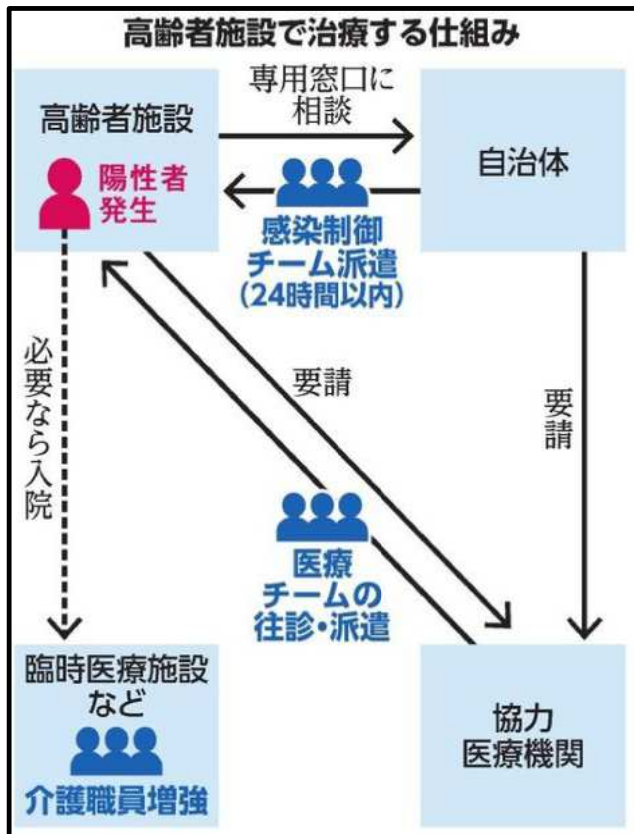 高齢者施設で治療する仕組み
高齢者施設
陽性者
発生
専用窓口に
相談
自治体
感染制御
チーム派遣
(24時間以内)
必要なら入院
要請
要請
医療
チームの
往診・派遣
臨時医療施設
など
介護職員増強
協力
医療機関